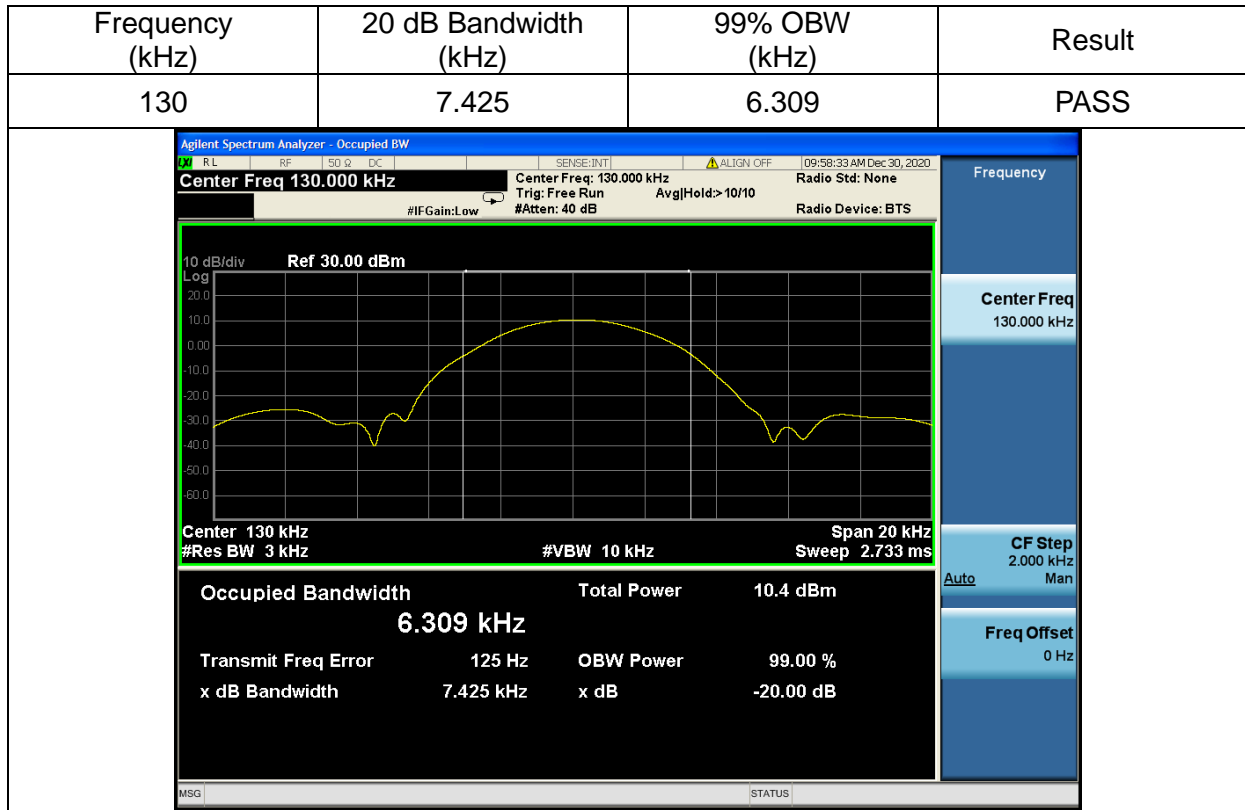 Frequency (kHz) 20 dB Bandwidth (kHz) 99% OBW (kHz) Result
130 7.425 6.309 PASS
Agilent Spectrum Analyzer - Occupied BW
LXI RL RF 50 Ω DC SENSE:INT ALIGN OFF 09:58:33 AM Dec 30, 2020
Center Freq 130.000 kHz Center Freq: 130.000 kHz Radio Std: None Frequency
Trig: Free Run Avg|Hold:>10/10
#IFGain:Low #Atten: 40 dB Radio Device: BTS
10 dB/div Ref 30.00 dBm
Log
20.0
10.0
0.00
-10.0
-20.0
-30.0
-40.0
-50.0
-60.0
Center 130 kHz Span 20 kHz
#Res BW 3 kHz #VBW 10 kHz Sweep 2.733 ms
Center Freq
130.000 kHz
CF Step
2.000 kHz
Auto Man
Freq Offset
0 Hz
Occupied Bandwidth Total Power 10.4 dBm
6.309 kHz
Transmit Freq Error 125 Hz OBW Power 99.00 %
x dB Bandwidth 7.425 kHz x dB -20.00 dB
MSG STATUS